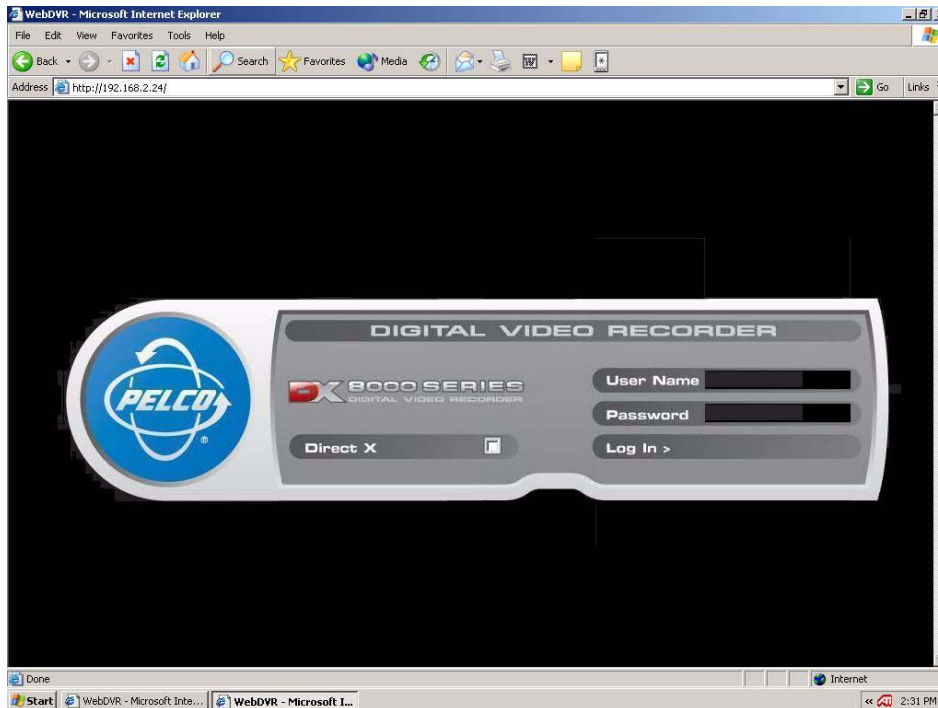 WebDVR - Microsoft Internet Explorer
File Edit View Favorites Tools Help
Back Search Favorites Media
Address http://192.168.2.24/ Go Links
DIGITAL VIDEO RECORDER
PELCO ®
DX 8000 SERIES
DIGITAL VIDEO RECORDER
User Name
Password
Direct X
Log In >
Done Internet
Start WebDVR - Microsoft Inte... WebDVR - Microsoft I... « 2:31 PM